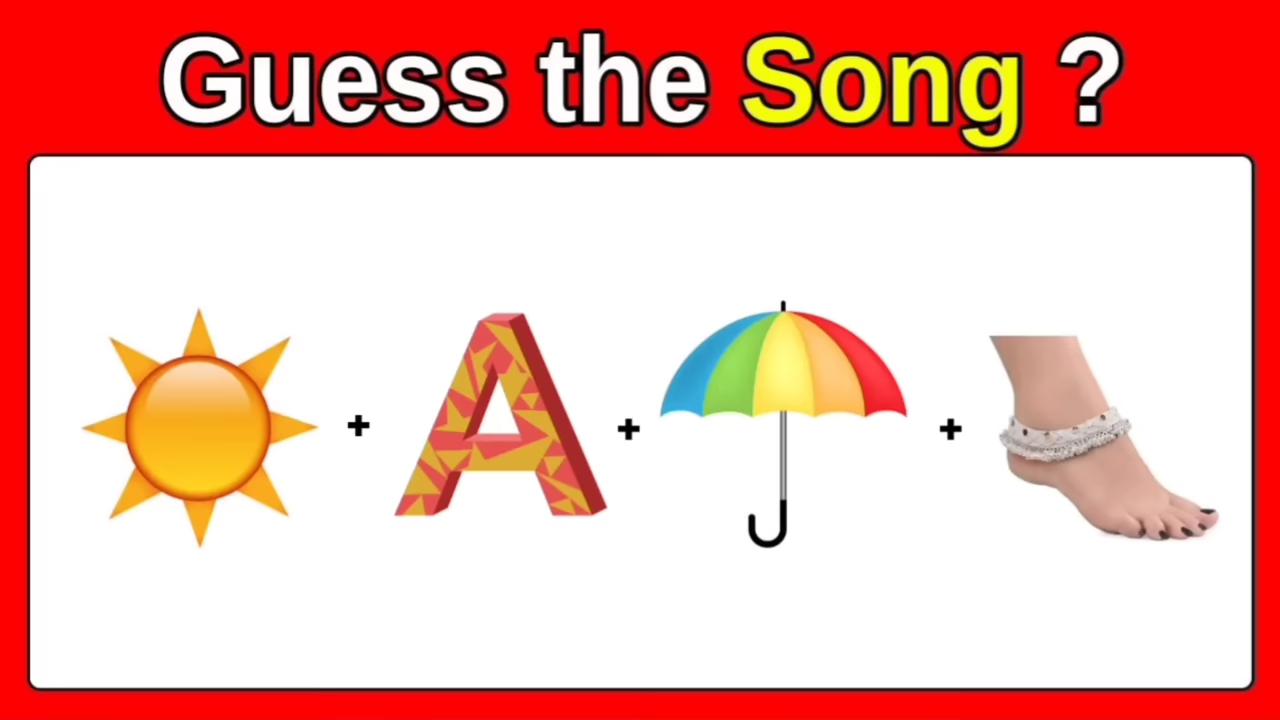 Guess the Song ?
+ A + +